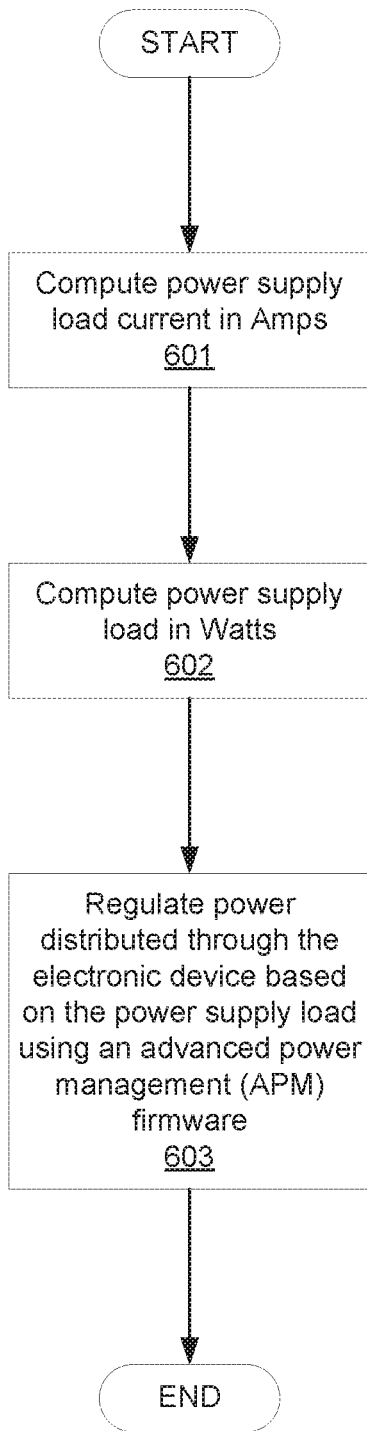 START
Compute power supply
load current in Amps
601
Compute power supply
load in Watts
602
Regulate power
distributed through the
electronic device based
on the power supply load
using an advanced power
management (APM)
firmware
603
END